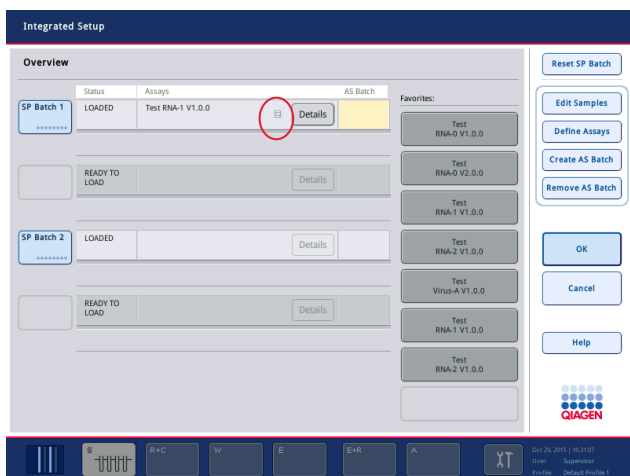 Integrated Setup
Overview
Reset SP Batch
Status Assays AS Batch
Favorites:
SP Batch 1
LOADED Test RNA-1 V1.0.0 Details
Edit Samples
Define Assays
Create AS Batch
Remove AS Batch
Test
RNA-0 V1.0.0
Test
RNA-0 V2.0.0
READY TO
LOAD
Details
Test
RNA-1 V1.0.0
SP Batch 2
LOADED Details
Test
RNA-2 V1.0.0
OK
Test
Virus-A V1.0.0
Cancel
READY TO
LOAD
Details
Test
RNA-1 V1.0.0
Help
Test
RNA-2 V1.0.0
QIAGEN
S R+C W E E+R A
Oct 29, 2015 | 16:31:07
User: Supervisor
Profile: Default Profile 1